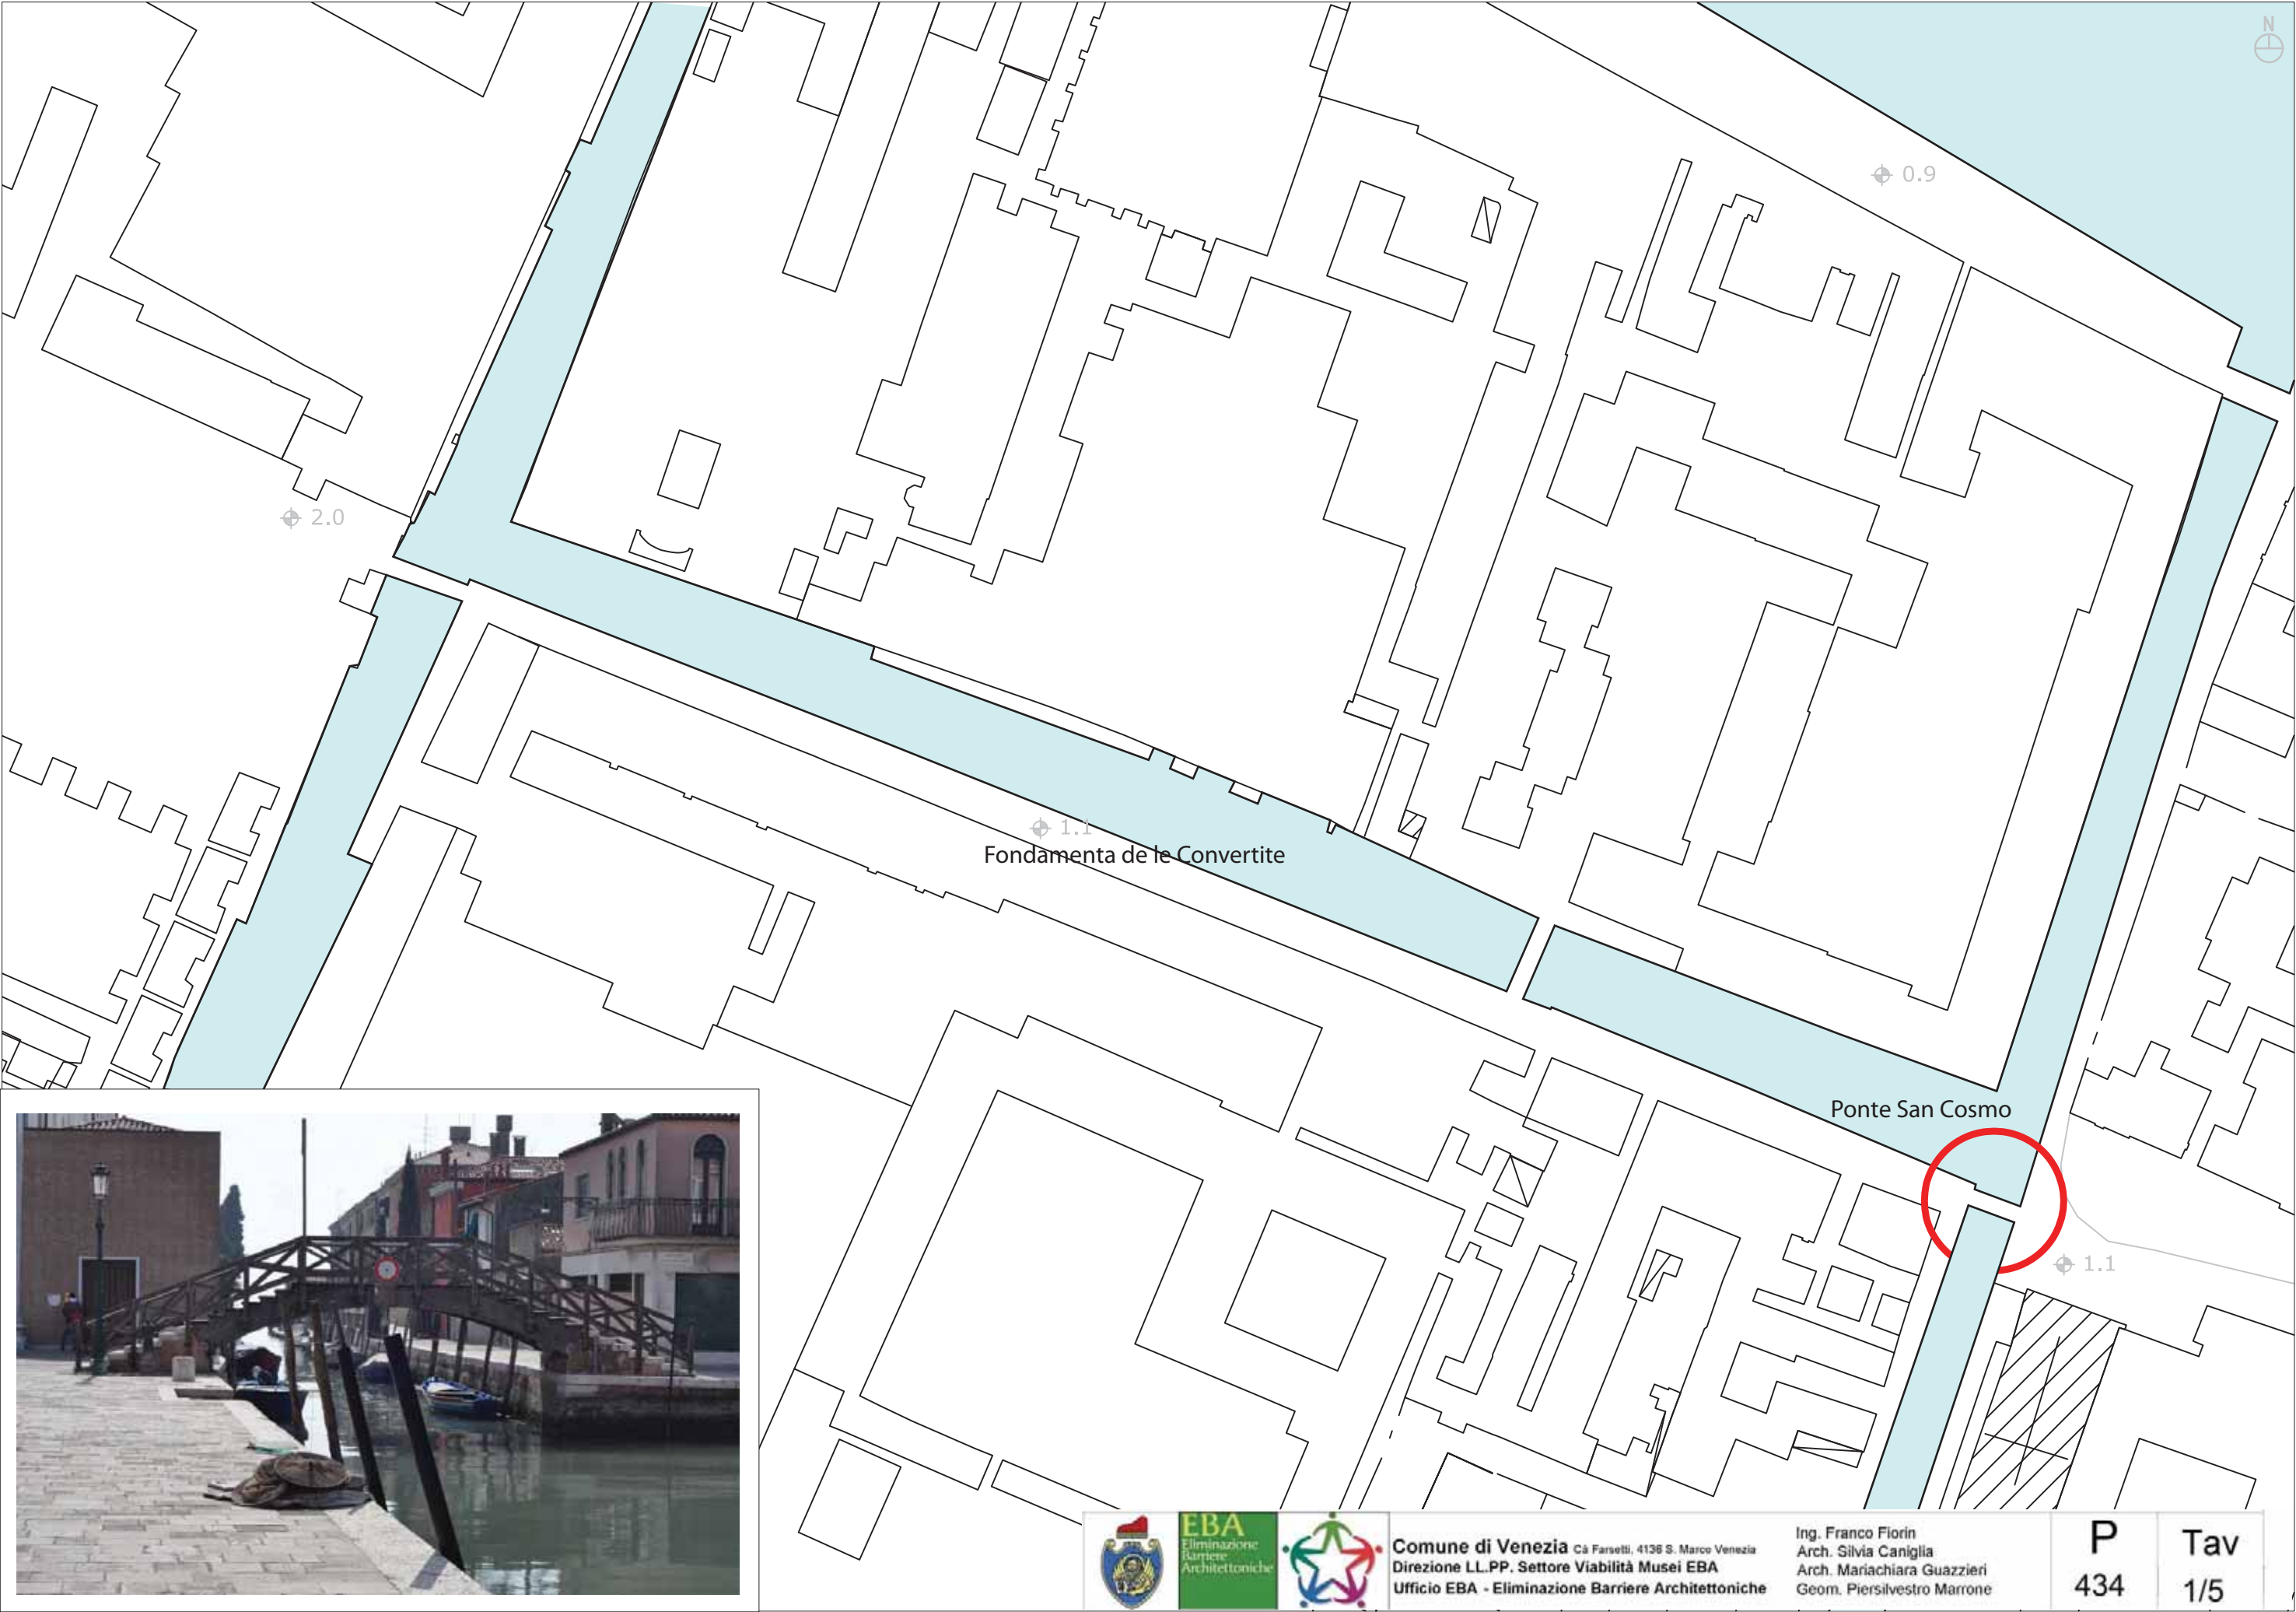 N
0.9
2.0
1.1
Fondamenta de le Convertite
Ponte San Cosmo
1.1
EBA
Eliminazione
Barriere
Architettoniche
Comune di Venezia Cà Farsetti, 4136 S. Marco Venezia
Direzione LL.PP. Settore Viabilità Musei EBA
Ufficio EBA - Eliminazione Barriere Architettoniche
Ing. Franco Fiorin
Arch. Silvia Caniglia
Arch. Mariachiara Guazzieri
Geom. Piersilvestro Marrone
P
434
Tav
1/5